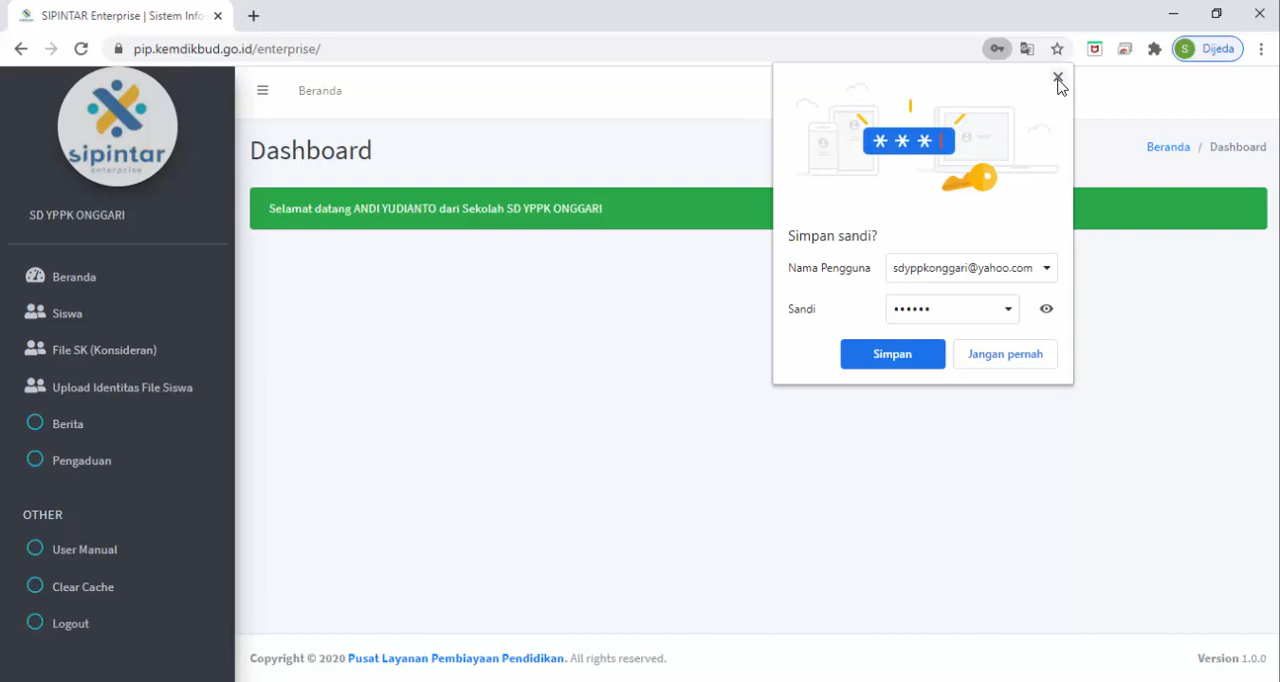 SIPINTAR Enterprise | Sistem Info
pip.kemdikbud.go.id/enterprise/
S Dijeda
sipintar
enterprise
SD YPPK ONGGARI
Beranda
Siswa
File SK (Konsideran)
Upload Identitas File Siswa
Berita
Pengaduan
OTHER
User Manual
Clear Cache
Logout
Beranda
Dashboard
Beranda / Dashboard
Selamat datang ANDI YUDIANTO dari Sekolah SD YPPK ONGGARI
Simpan sandi?
Nama Pengguna sdyppkonggari@yahoo.com
Sandi ••••••
Simpan Jangan pernah
Copyright © 2020 Pusat Layanan Pembiayaan Pendidikan. All rights reserved.
Version 1.0.0